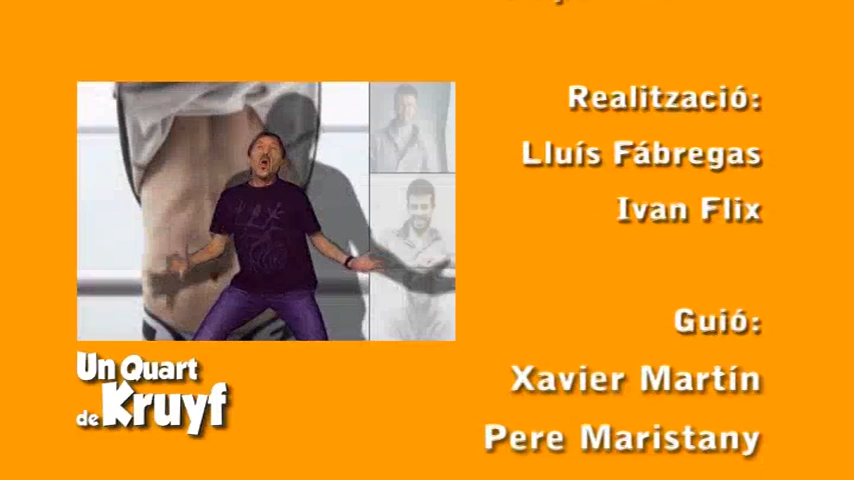 Realització:
Lluís Fábregas
Ivan Flix
Guió:
Xavier Martín
Pere Maristany
Un Quart
de Kruyf